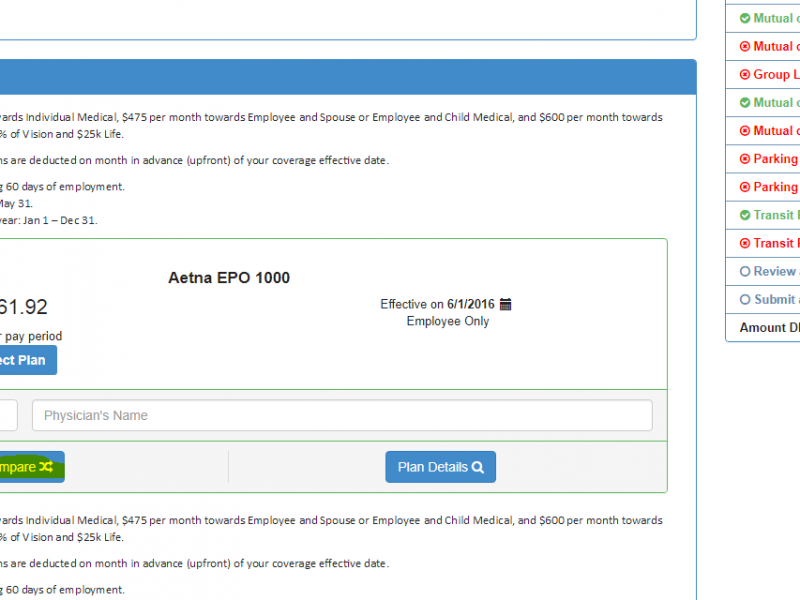 ards Individual Medical, $475 per month towards Employee and Spouse or Employee and Child Medical, and $600 per month towards
% of Vision and $25k Life.
ns are deducted on month in advance (upfront) of your coverage effective date.
g 60 days of employment.
May 31.
year: Jan 1 – Dec 31.
Aetna EPO 1000
61.92
r pay period
ect Plan
Effective on 6/1/2016
Employee Only
Physician's Name
mpare
Plan Details
ards Individual Medical, $475 per month towards Employee and Spouse or Employee and Child Medical, and $600 per month towards
% of Vision and $25k Life.
ns are deducted on month in advance (upfront) of your coverage effective date.
g 60 days of employment.
Mutual
Mutual
Group L
Mutual
Mutual
Parking
Parking
Transit
Transit
Review
Submit
Amount